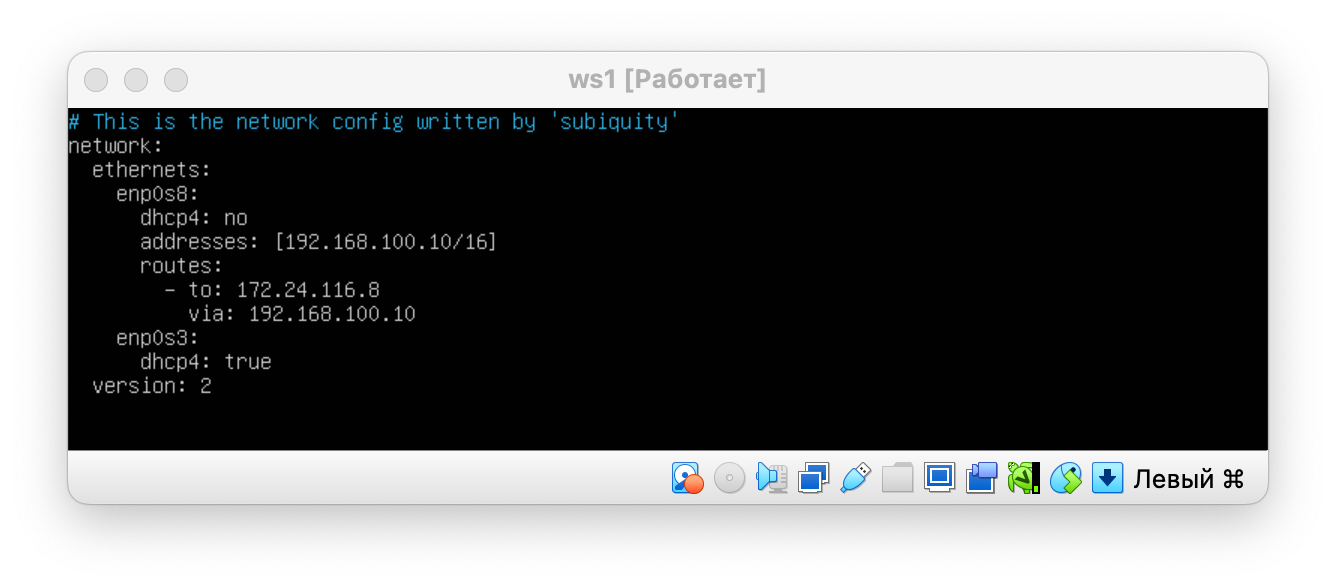 ws1 [Работает]
# This is the network config written by 'subiquity'
network:
  ethernets:
    enp0s8:
      dhcp4: no
      addresses: [192.168.100.10/16]
      routes:
        - to: 172.24.116.8
          via: 192.168.100.10
    enp0s3:
      dhcp4: true
  version: 2
Левый ⌘